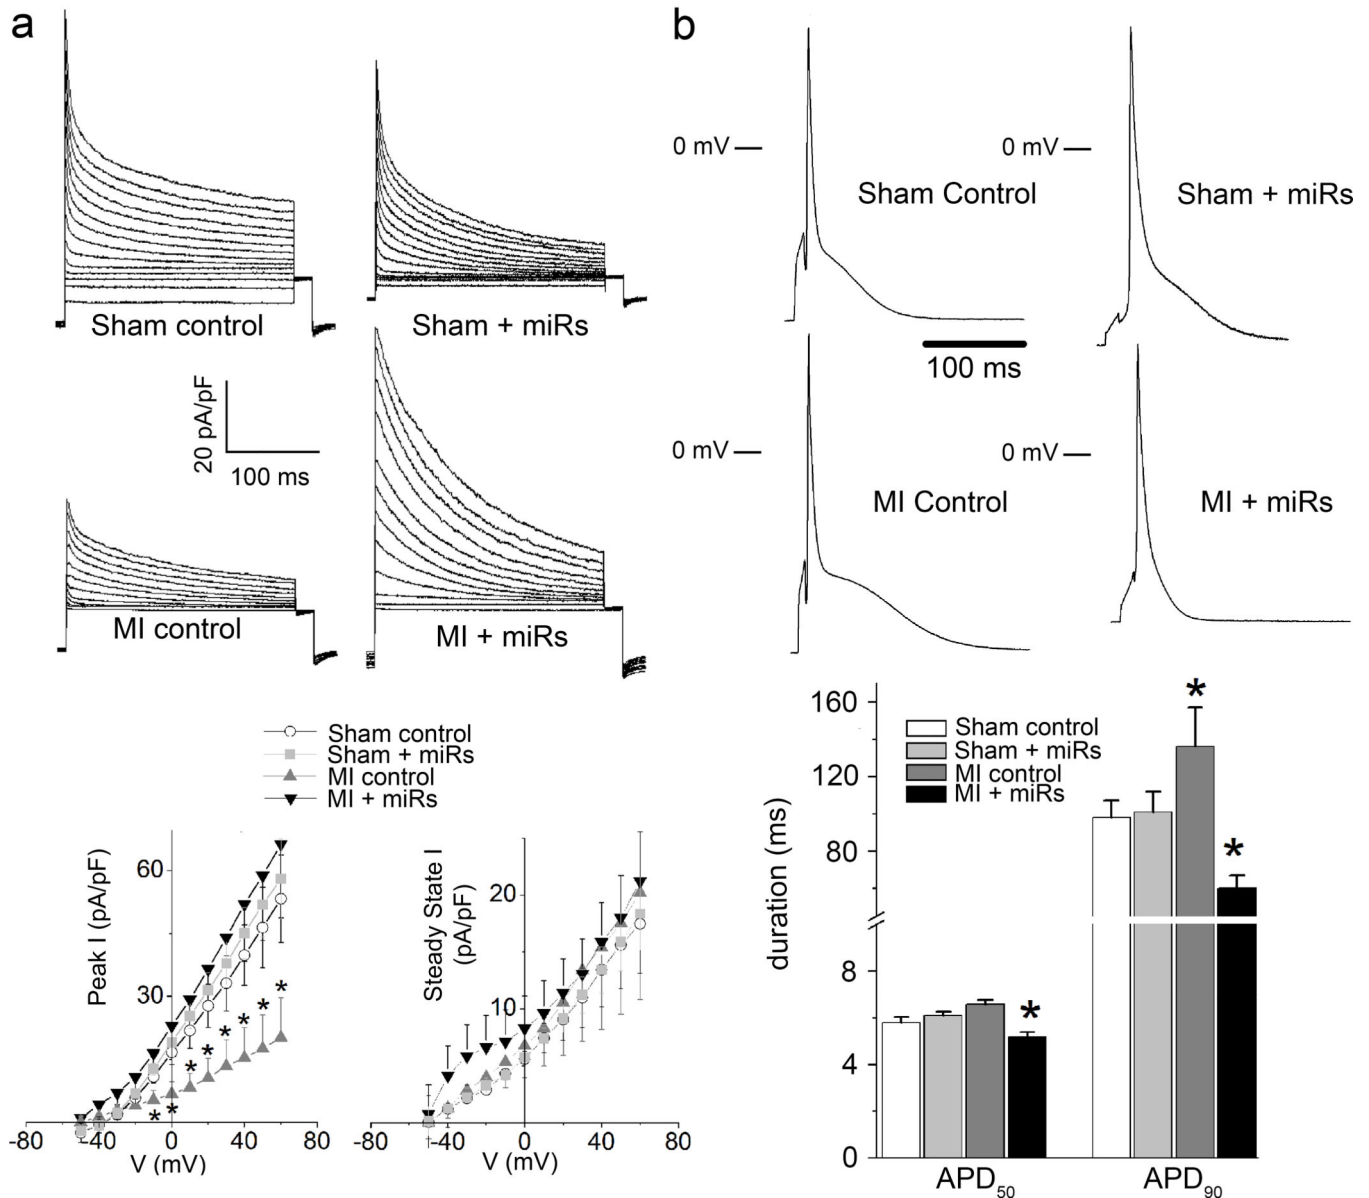 a
b
Sham control
Sham + miRs
20 pA/pF
100 ms
MI control
MI + miRs
0 mV
Sham Control
0 mV
Sham + miRs
100 ms
0 mV
MI Control
0 mV
MI + miRs
Sham control
Sham + miRs
MI control
MI + miRs
Peak I (pA/pF)
60
30
-80
-40
0
40
80
V (mV)
* * * * * * * *
Steady State I
(pA/pF)
20
10
-80
-40
0
40
80
V (mV)
Sham control
Sham + miRs
MI control
MI + miRs
duration (ms)
160
120
80
8
4
0
*
*
*
APD50
APD90